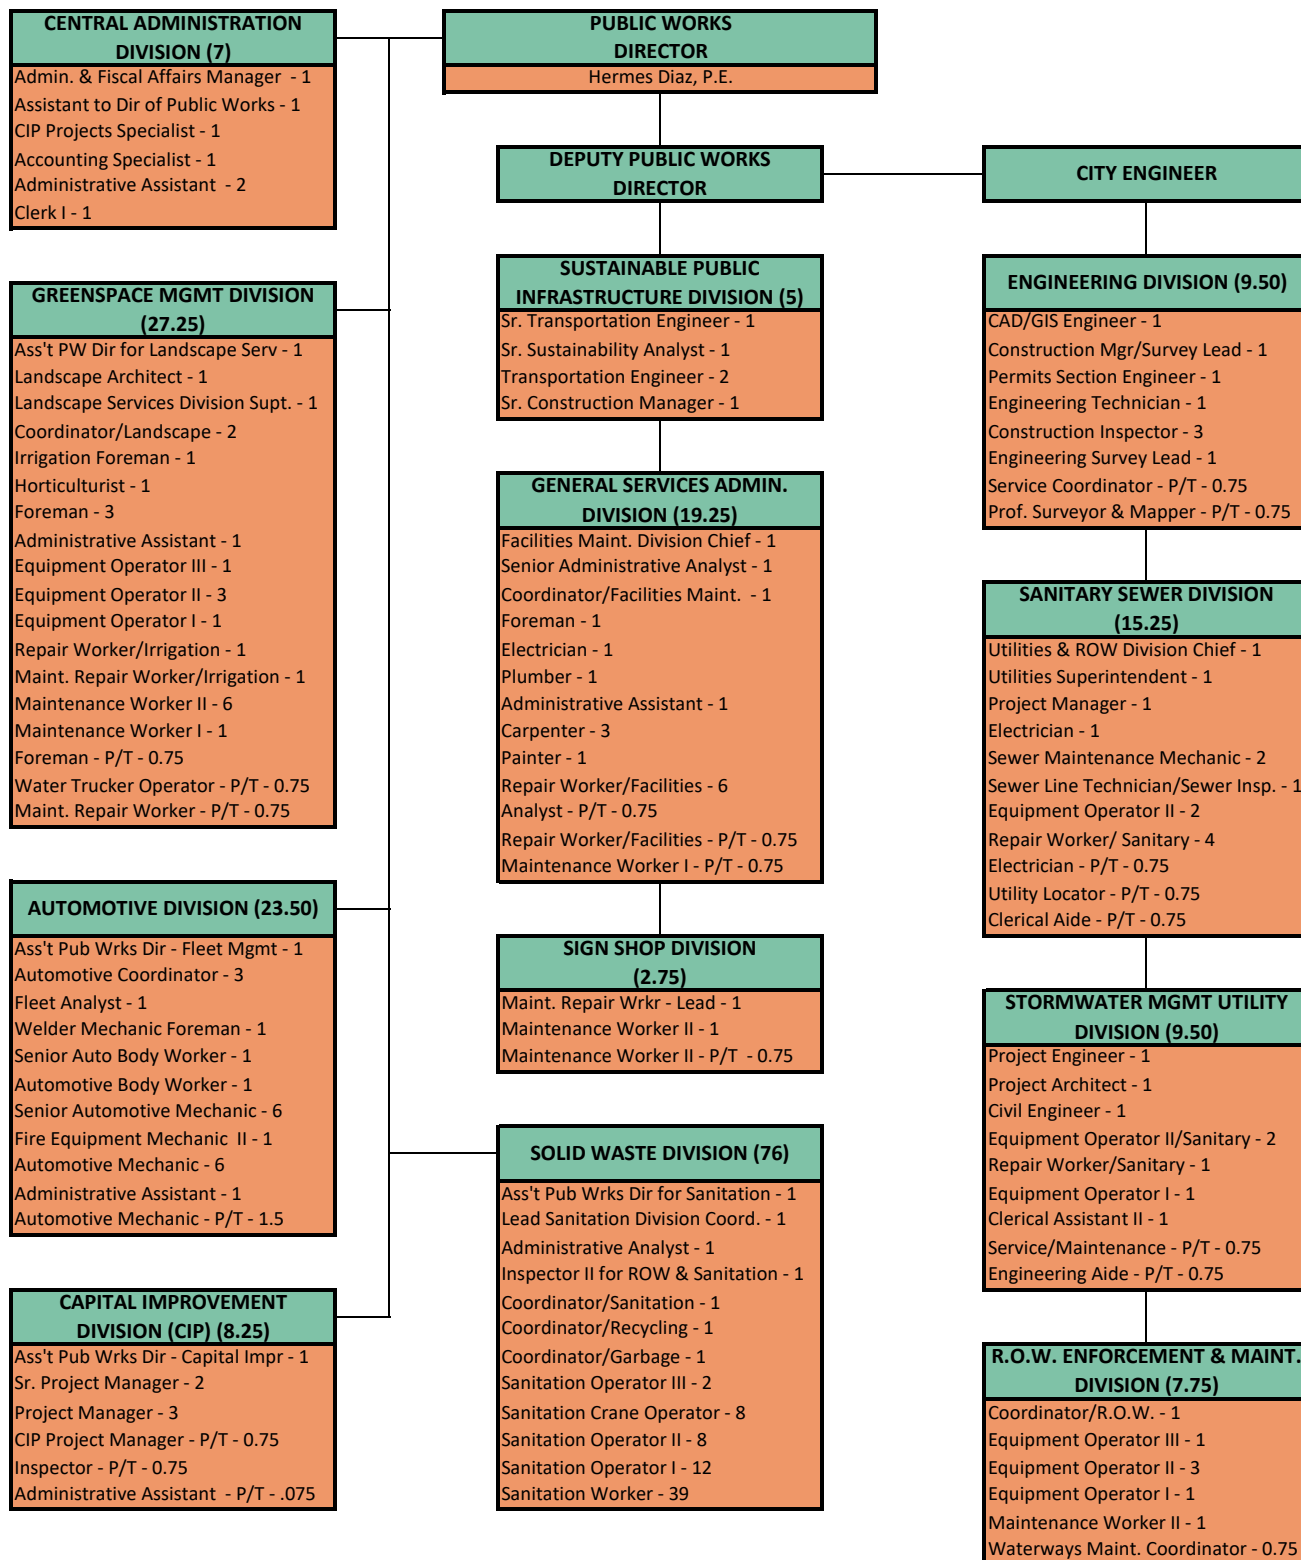 CENTRAL ADMINISTRATION
DIVISION (7)
Admin. & Fiscal Affairs Manager - 1
Assistant to Dir of Public Works - 1
CIP Projects Specialist - 1
Accounting Specialist - 1
Administrative Assistant - 2
Clerk I - 1
PUBLIC WORKS
DIRECTOR
Hermes Diaz, P.E.
DEPUTY PUBLIC WORKS
DIRECTOR
CITY ENGINEER
GREENSPACE MGMT DIVISION
(27.25)
Ass't PW Dir for Landscape Serv - 1
Landscape Architect - 1
Landscape Services Division Supt. - 1
Coordinator/Landscape - 2
Irrigation Foreman - 1
Horticulturist - 1
Foreman - 3
Administrative Assistant - 1
Equipment Operator III - 1
Equipment Operator II - 3
Equipment Operator I - 1
Repair Worker/Irrigation - 1
Maint. Repair Worker/Irrigation - 1
Maintenance Worker II - 6
Maintenance Worker I - 1
Foreman - P/T - 0.75
Water Trucker Operator - P/T - 0.75
Maint. Repair Worker - P/T - 0.75
AUTOMOTIVE DIVISION (23.50)
Ass't Pub Wrks Dir - Fleet Mgmt - 1
Automotive Coordinator - 3
Fleet Analyst - 1
Welder Mechanic Foreman - 1
Senior Auto Body Worker - 1
Automotive Body Worker - 1
Senior Automotive Mechanic - 6
Fire Equipment Mechanic II - 1
Automotive Mechanic - 6
Administrative Assistant - 1
Automotive Mechanic - P/T - 1.5
CAPITAL IMPROVEMENT
DIVISION (CIP) (8.25)
Ass't Pub Wrks Dir - Capital Impr - 1
Sr. Project Manager - 2
Project Manager - 3
CIP Project Manager - P/T - 0.75
Inspector - P/T - 0.75
Administrative Assistant - P/T - .075
SUSTAINABLE PUBLIC
INFRASTRUCTURE DIVISION (5)
Sr. Transportation Engineer - 1
Sr. Sustainability Analyst - 1
Transportation Engineer - 2
Sr. Construction Manager - 1
GENERAL SERVICES ADMIN.
DIVISION (19.25)
Facilities Maint. Division Chief - 1
Senior Administrative Analyst - 1
Coordinator/Facilities Maint. - 1
Foreman - 1
Electrician - 1
Plumber - 1
Administrative Assistant - 1
Carpenter - 3
Painter - 1
Repair Worker/Facilities - 6
Analyst - P/T - 0.75
Repair Worker/Facilities - P/T - 0.75
Maintenance Worker I - P/T - 0.75
SIGN SHOP DIVISION
(2.75)
Maint. Repair Wrkr - Lead - 1
Maintenance Worker II - 1
Maintenance Worker II - P/T - 0.75
SOLID WASTE DIVISION (76)
Ass't Pub Wrks Dir for Sanitation - 1
Lead Sanitation Division Coord. - 1
Administrative Analyst - 1
Inspector II for ROW & Sanitation - 1
Coordinator/Sanitation - 1
Coordinator/Recycling - 1
Coordinator/Garbage - 1
Sanitation Operator III - 2
Sanitation Crane Operator - 8
Sanitation Operator II - 8
Sanitation Operator I - 12
Sanitation Worker - 39
ENGINEERING DIVISION (9.50)
CAD/GIS Engineer - 1
Construction Mgr/Survey Lead - 1
Permits Section Engineer - 1
Engineering Technician - 1
Construction Inspector - 3
Engineering Survey Lead - 1
Service Coordinator - P/T - 0.75
Prof. Surveyor & Mapper - P/T - 0.75
SANITARY SEWER DIVISION
(15.25)
Utilities & ROW Division Chief - 1
Utilities Superintendent - 1
Project Manager - 1
Electrician - 1
Sewer Maintenance Mechanic - 2
Sewer Line Technician/Sewer Insp. - 1
Equipment Operator II - 2
Repair Worker/ Sanitary - 4
Electrician - P/T - 0.75
Utility Locator - P/T - 0.75
Clerical Aide - P/T - 0.75
STORMWATER MGMT UTILITY
DIVISION (9.50)
Project Engineer - 1
Project Architect - 1
Civil Engineer - 1
Equipment Operator II/Sanitary - 2
Repair Worker/Sanitary - 1
Equipment Operator I - 1
Clerical Assistant II - 1
Service/Maintenance - P/T - 0.75
Engineering Aide - P/T - 0.75
R.O.W. ENFORCEMENT & MAINT.
DIVISION (7.75)
Coordinator/R.O.W. - 1
Equipment Operator III - 1
Equipment Operator II - 3
Equipment Operator I - 1
Maintenance Worker II - 1
Waterways Maint. Coordinator - 0.75